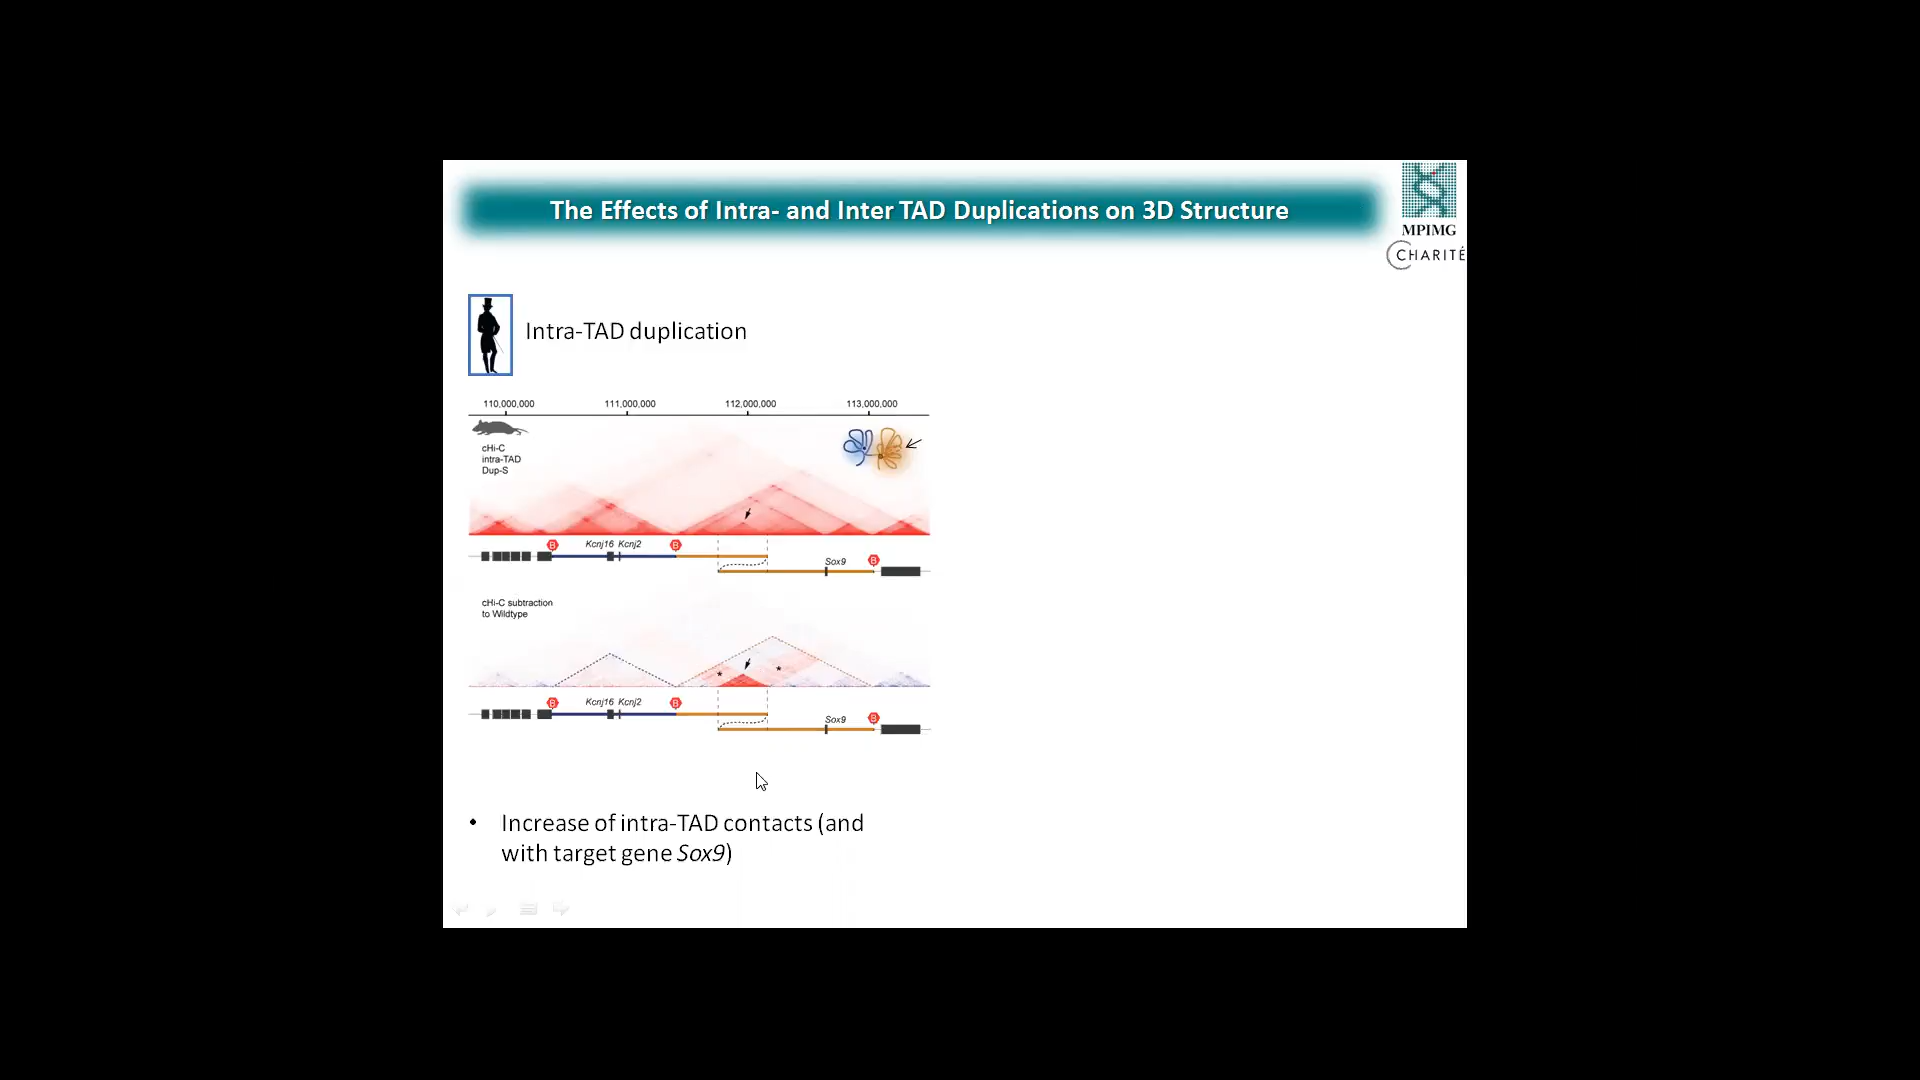 The Effects of Intra- and Inter TAD Duplications on 3D Structure
MPIMG
CHARITÉ
Intra-TAD duplication
110,000,000 111,000,000 112,000,000 113,000,000
cHi-C
intra-TAD
Dup-S
B Kcnj16 Kcnj2 B
Sox9 B
cHi-C subtraction
to Wildtype
* *
B Kcnj16 Kcnj2 B
Sox9 B
• Increase of intra-TAD contacts (and
with target gene Sox9)